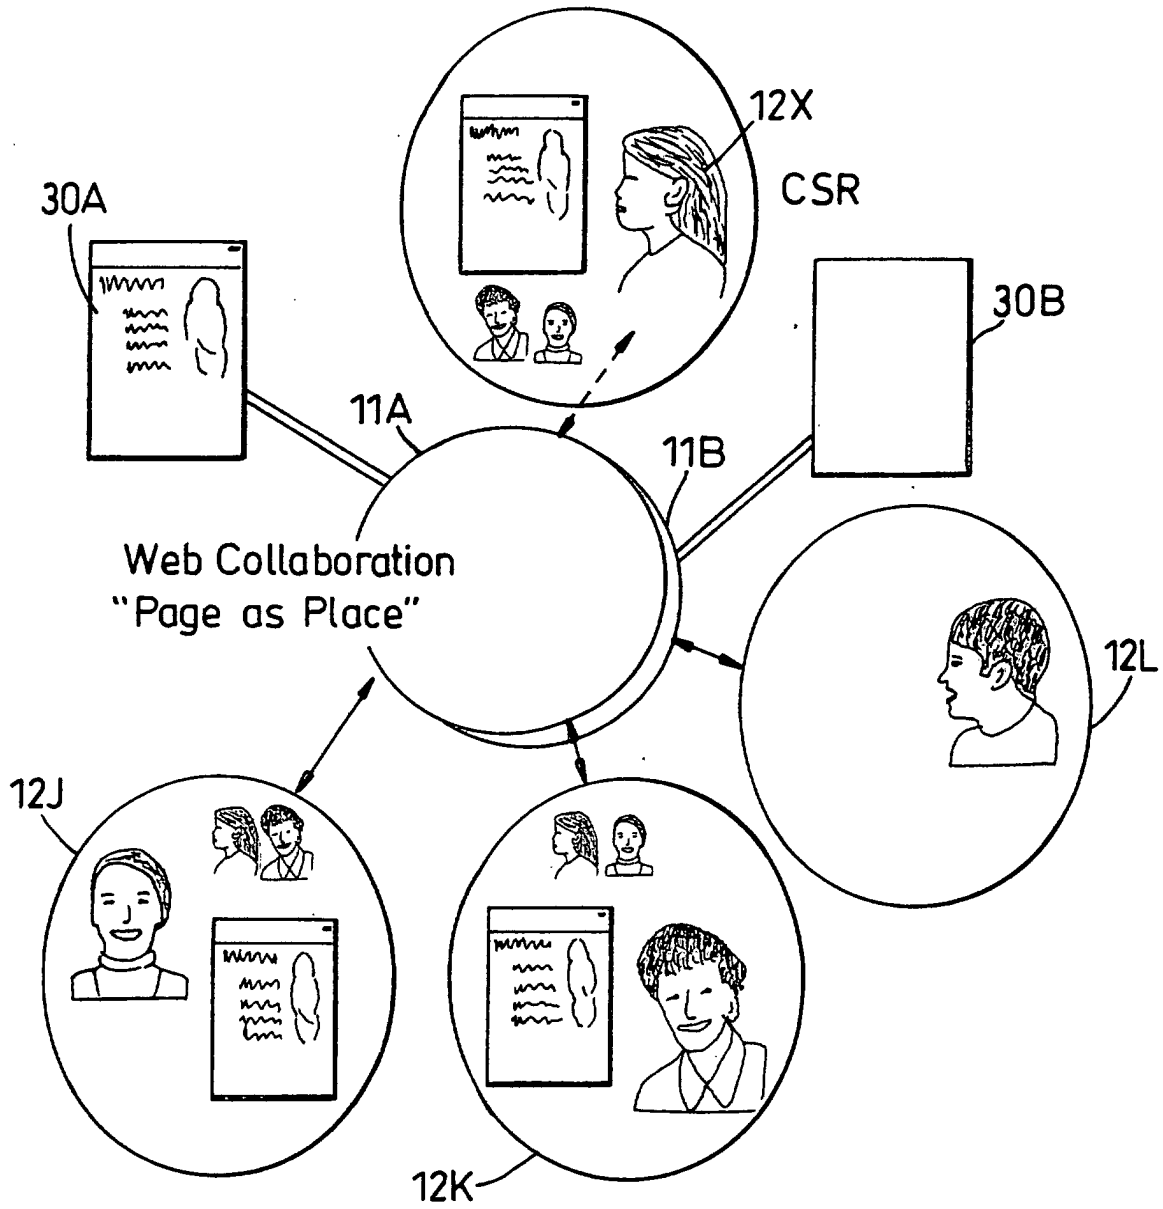 12X
CSR
30A
30B
11A
11B
Web Collaboration
“Page as Place”
12L
12J
12K